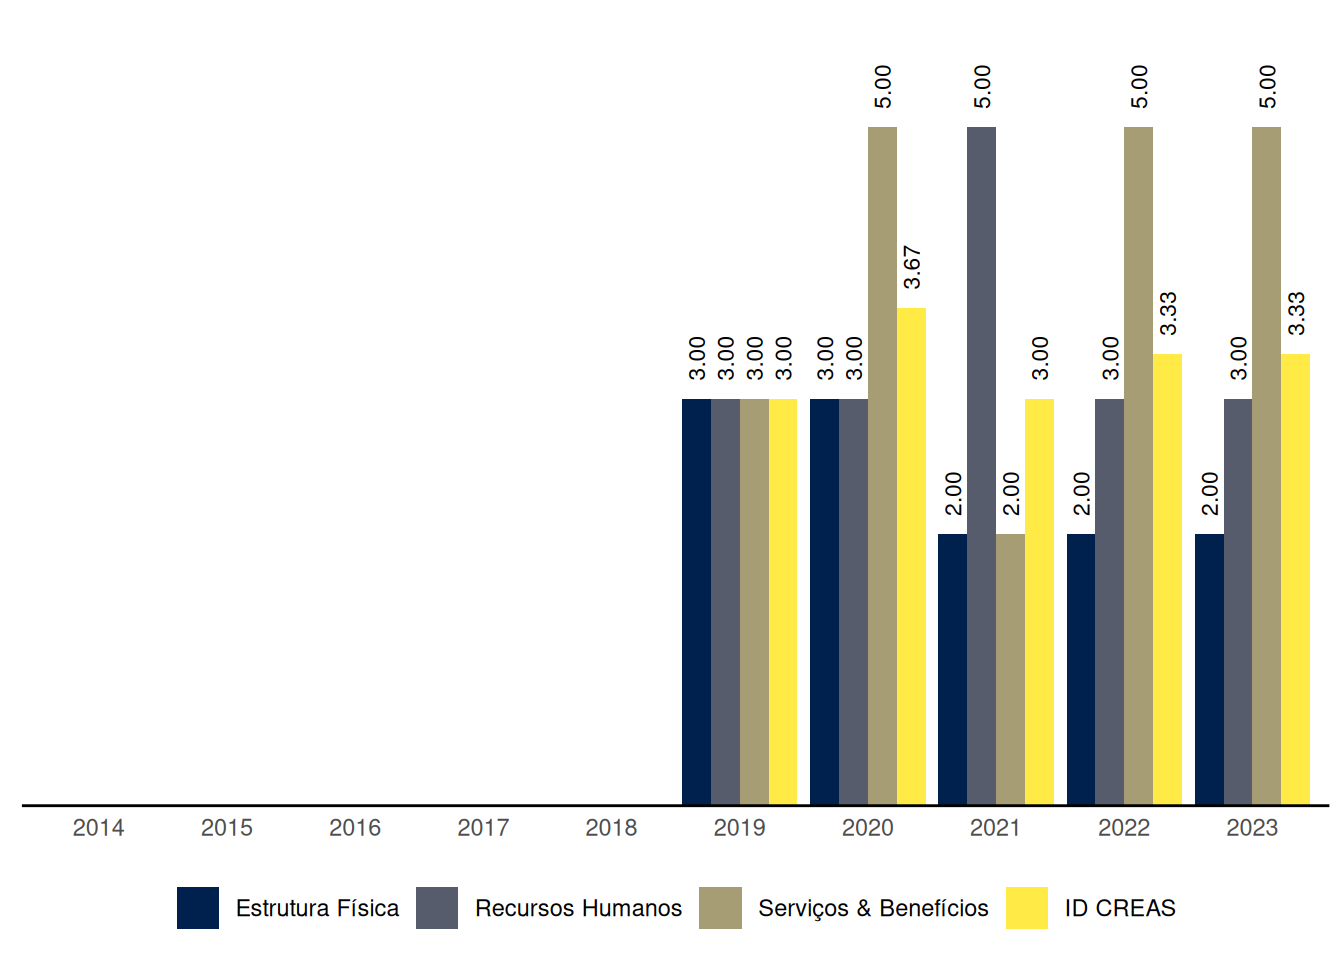 5.00 5.00 5.00 5.00
3.67
3.33 3.33
3.00 3.00 3.00 3.00 3.00 3.00 3.00 3.00 3.00
2.00 2.00 2.00 2.00
2014 2015 2016 2017 2018 2019 2020 2021 2022 2023
Estrutura Física Recursos Humanos Serviços & Benefícios ID CREAS